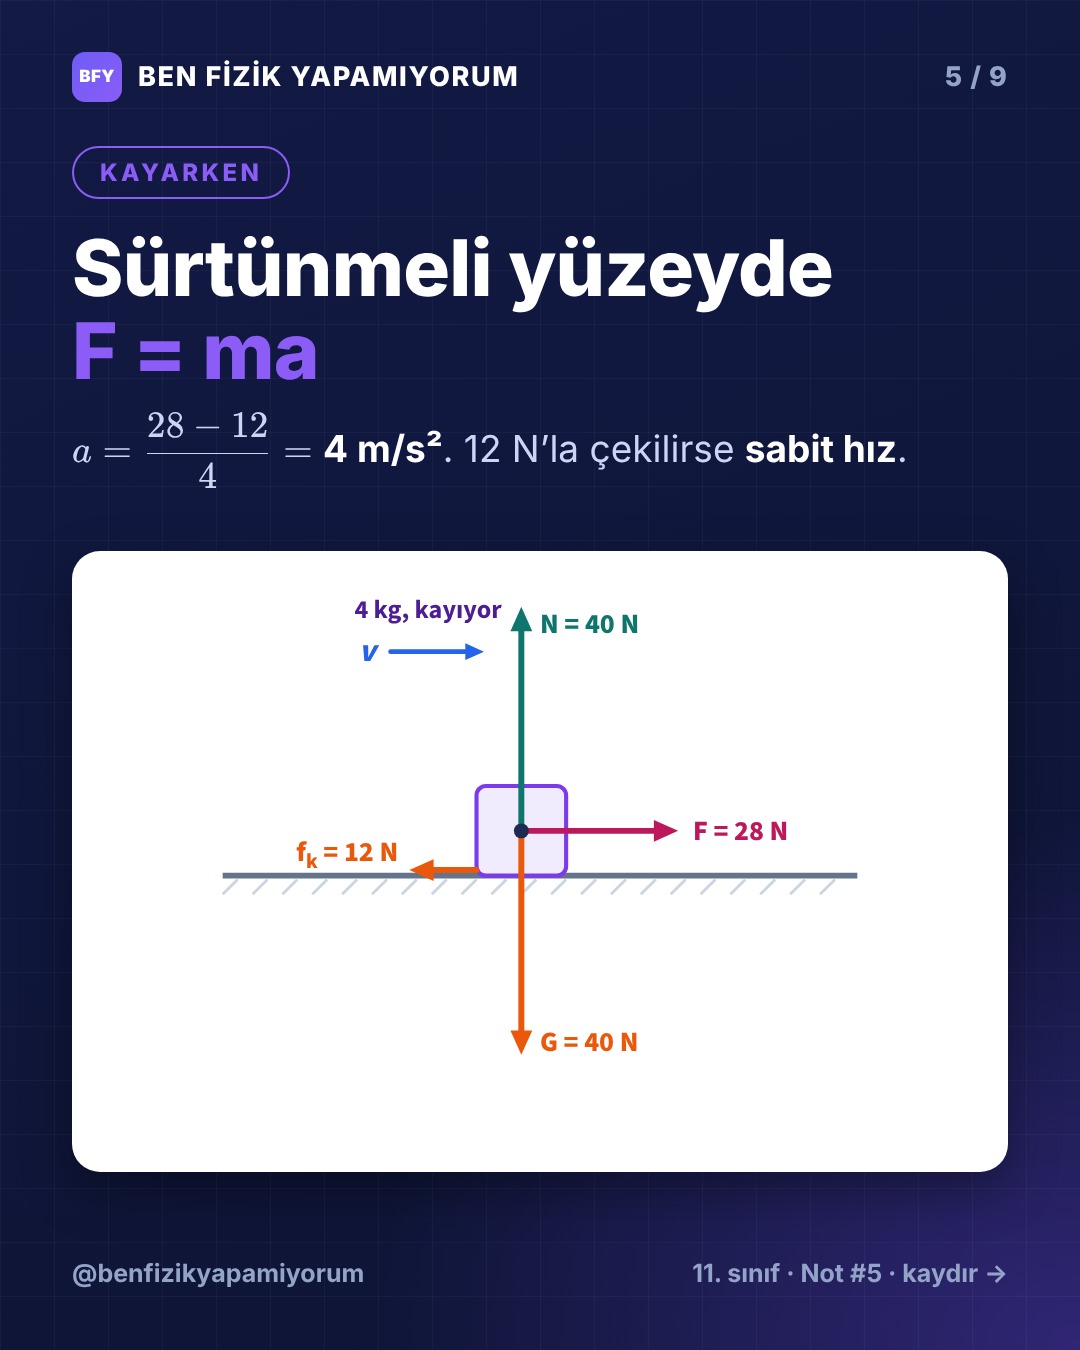 BFY BEN FİZİK YAPAMIYORUM 5 / 9
KAYARKEN
Sürtünmeli yüzeyde
F = ma
a = (28 − 12)/4 = 4 m/s². 12 N’la çekilirse sabit hız.
4 kg, kayıyor
N = 40 N
v
F = 28 N
fₖ = 12 N
G = 40 N
@benfizikyapamiyorum 11. sınıf · Not #5 · kaydır →